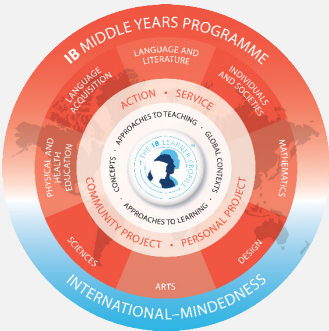 IB MIDDLE YEARS PROGRAMME
LANGUAGE AND
LITERATURE
INDIVIDUALS
AND SOCIETIES
MATHEMATICS
DESIGN
ARTS
SCIENCES
PHYSICAL AND
HEALTH
EDUCATION
LANGUAGE
ACQUISITION
ACTION • SERVICE
COMMUNITY PROJECT • PERSONAL PROJECT
APPROACHES TO TEACHING • GLOBAL CONTEXTS
CONCEPTS • APPROACHES TO LEARNING
THE IB LEARNER PROFILE
INTERNATIONAL–MINDEDNESS